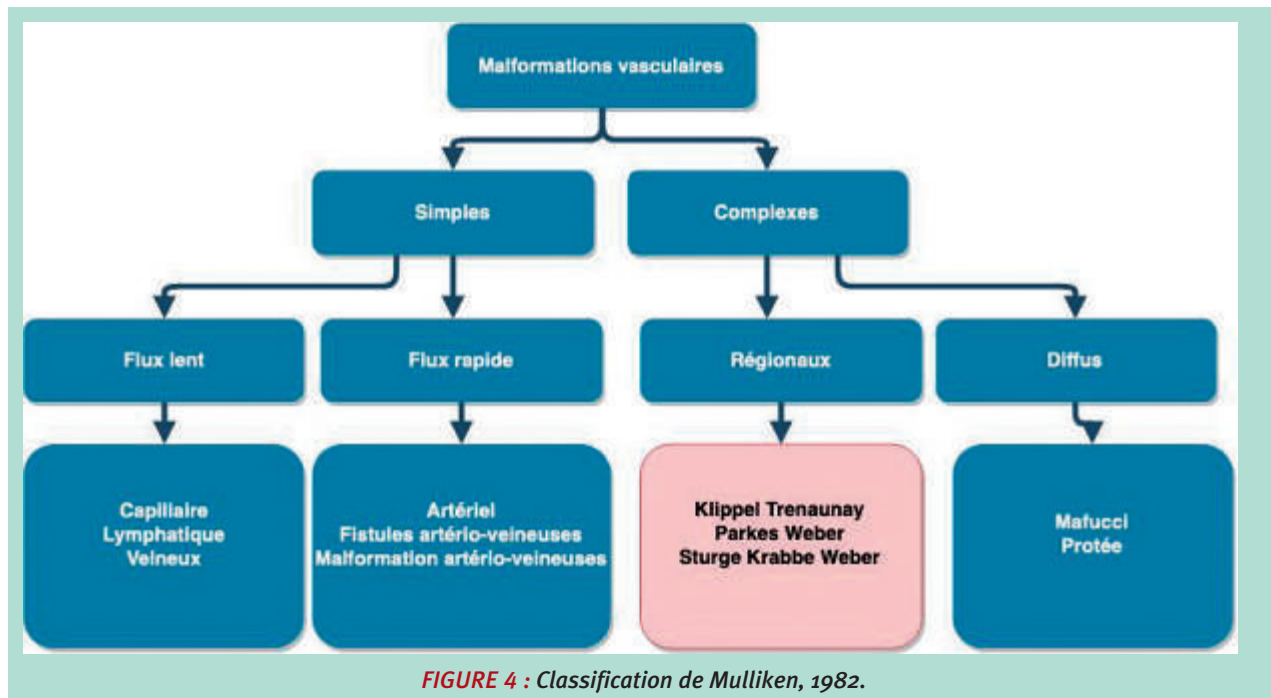 Malformations vasculaires
Simples
Complexes
Flux lent
Flux rapide
Régionaux
Diffus
Capillaire
Lymphatique
Veineux
Artériel
Fistules artério-veineuses
Malformation artério-veineuses
Klippel Trenaunay
Parkes Weber
Sturge Krabbe Weber
Mafucci
Protée
FIGURE 4 : Classification de Mulliken, 1982.